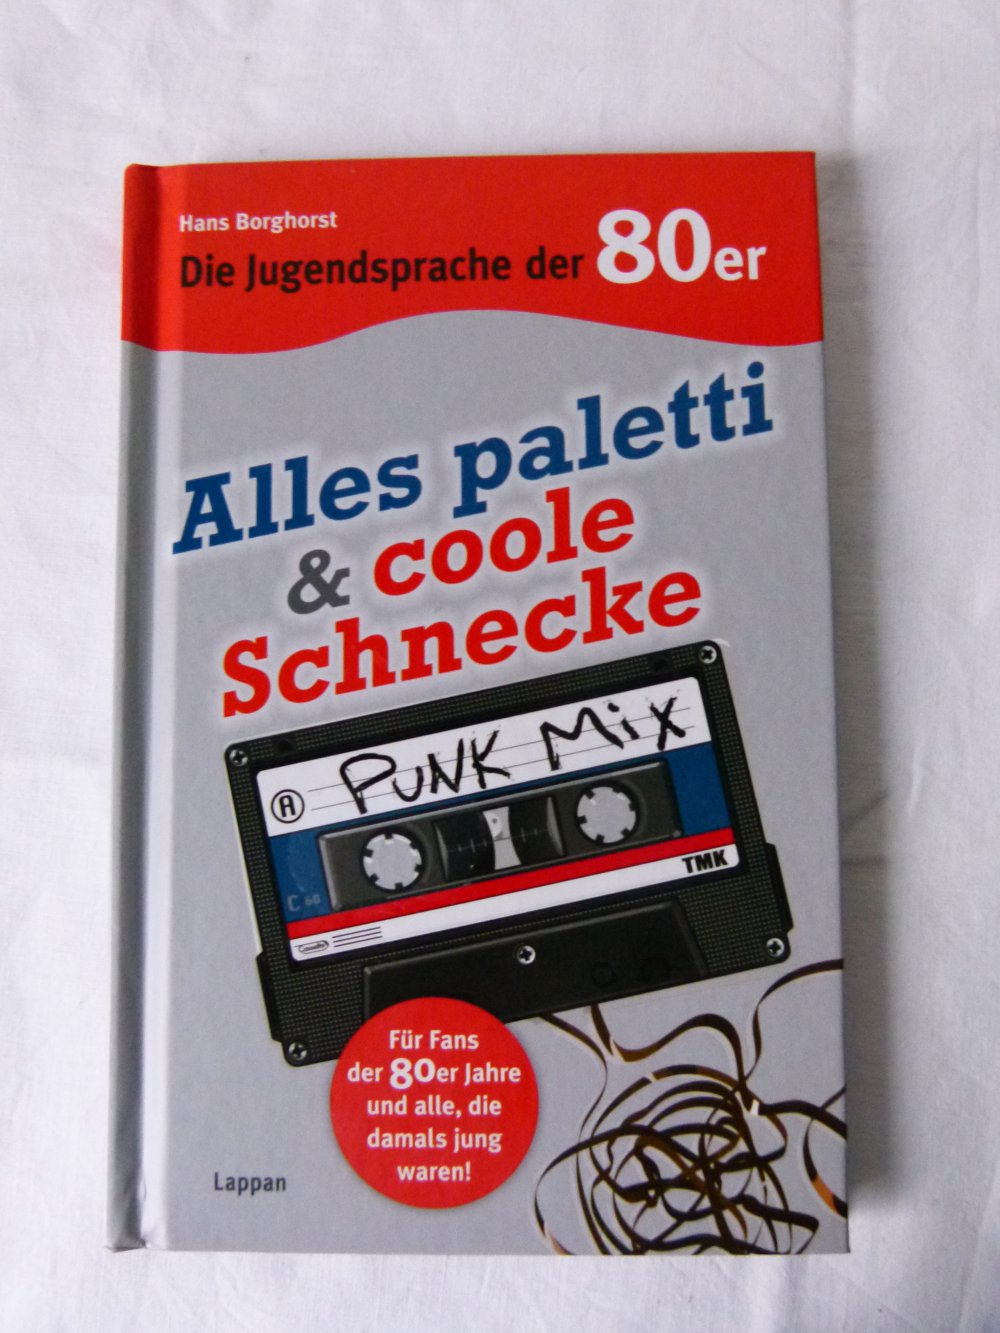 Hans Borghorst
Die Jugendsprache der 80er
Alles paletti
& coole
Schnecke
PUNK MiX
A
C 60
TMK
Für Fans
der 80er Jahre
und alle, die
damals jung
waren!
Lappan